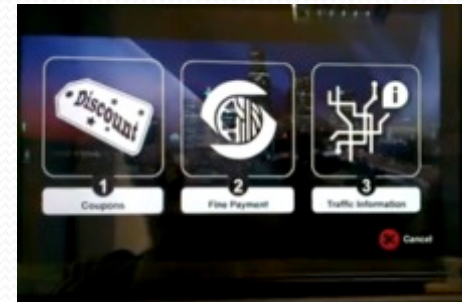 Discount
i
1
Coupons
2
Fine Payment
3
Traffic Information
Cancel